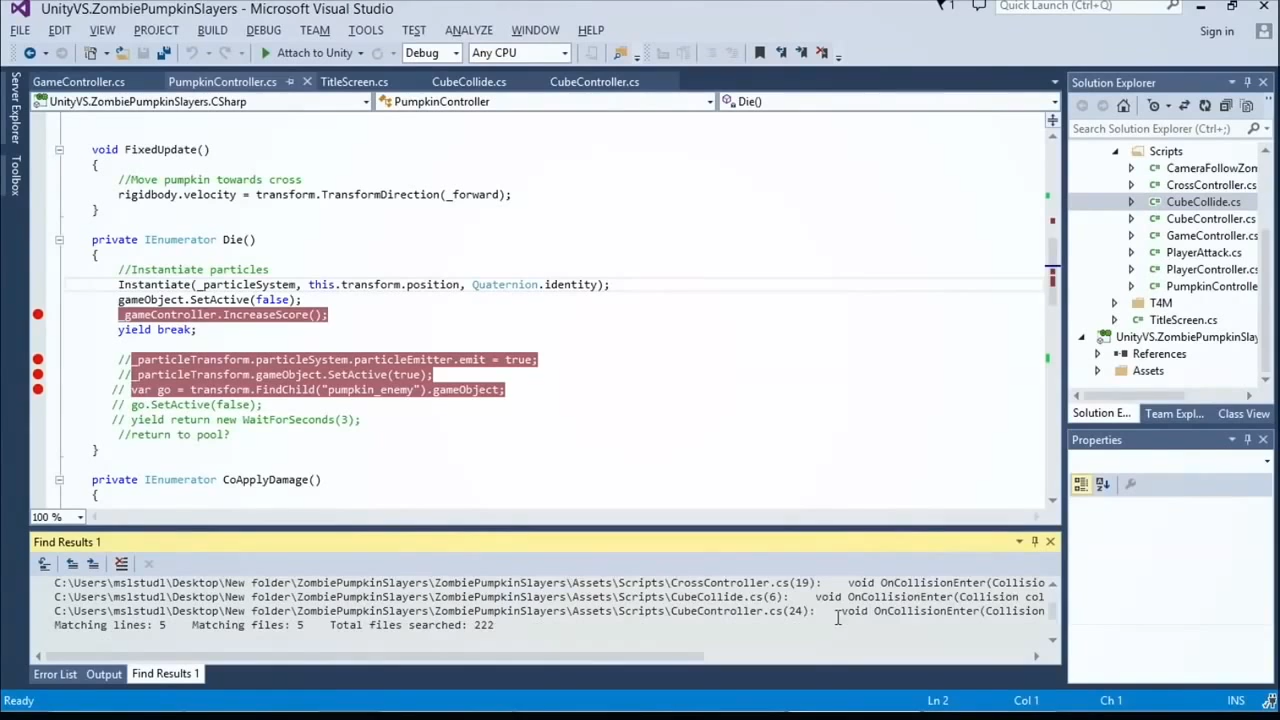 UnityVS.ZombiePumpkinSlayers - Microsoft Visual Studio
1
Quick Launch (Ctrl+;)
FILE EDIT VIEW PROJECT BUILD DEBUG TEAM TOOLS TEST ANALYZE WINDOW HELP
Sign in
Attach to Unity Debug Any CPU
Server Explorer
Toolbox
GameController.cs PumpkinController.cs TitleScreen.cs CubeCollide.cs CubeController.cs
UnityVS.ZombiePumpkinSlayers.CSharp PumpkinController Die()
void FixedUpdate()
{
//Move pumpkin towards cross
rigidbody.velocity = transform.TransformDirection(_forward);
}
private IEnumerator Die()
{
//Instantiate particles
Instantiate(_particleSystem, this.transform.position, Quaternion.identity);
gameObject.SetActive(false);
_gameController.IncreaseScore();
yield break;
//_particleTransform.particleSystem.particleEmitter.emit = true;
//_particleTransform.gameObject.SetActive(true);
// var go = transform.FindChild("pumpkin_enemy").gameObject;
// go.SetActive(false);
// yield return new WaitForSeconds(3);
//return to pool?
}
private IEnumerator CoApplyDamage()
{
100 %
Find Results 1
C:\Users\mslstudl\Desktop\New folder\ZombiePumpkinSlayers\ZombiePumpkinSlayers\Assets\Scripts\CrossController.cs(19): void OnCollisionEnter(Collisio
C:\Users\mslstudl\Desktop\New folder\ZombiePumpkinSlayers\ZombiePumpkinSlayers\Assets\Scripts\CubeCollide.cs(6): void OnCollisionEnter(Collision col
C:\Users\mslstudl\Desktop\New folder\ZombiePumpkinSlayers\ZombiePumpkinSlayers\Assets\Scripts\CubeController.cs(24): void OnCollisionEnter(Collision
Matching lines: 5 Matching files: 5 Total files searched: 222
Error List Output Find Results 1
Solution Explorer
Search Solution Explorer (Ctrl+;)
Scripts
CameraFollowZom
CrossController.cs
CubeCollide.cs
CubeController.cs
GameController.cs
PlayerAttack.cs
PlayerController.c
PumpkinControlle
T4M
TitleScreen.cs
UnityVS.ZombiePumpkinSlay
References
Assets
Solution E... Team Expl... Class View
Properties
Ready Ln 2 Col 1 Ch 1 INS